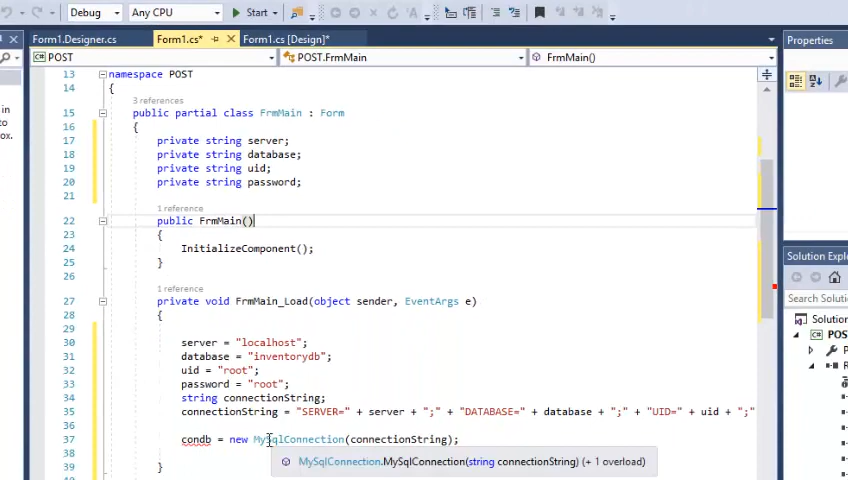 Debug Any CPU Start
Form1.Designer.cs Form1.cs* Form1.cs [Design]*
Properties
POST POST.FrmMain FrmMain()
13 namespace POST
14 {
3 references
15 public partial class FrmMain : Form
16 {
17 private string server;
18 private string database;
19 private string uid;
20 private string password;
21
1 reference
22 public FrmMain()
23 {
24 InitializeComponent();
25 }
26
1 reference
27 private void FrmMain_Load(object sender, EventArgs e)
28 {
29
30 server = "localhost";
31 database = "inventorydb";
32 uid = "root";
33 password = "root";
34 string connectionString;
35 connectionString = "SERVER=" + server + ";" + "DATABASE=" + database + ";" + "UID=" + uid + ";"
36
37 condb = new MySqlConnection(connectionString);
38
MySqlConnection.MySqlConnection(string connectionString) (+ 1 overload)
39 }
in
to
ox.
Solution Explo
Search Soluti
Solution
POS
P
R